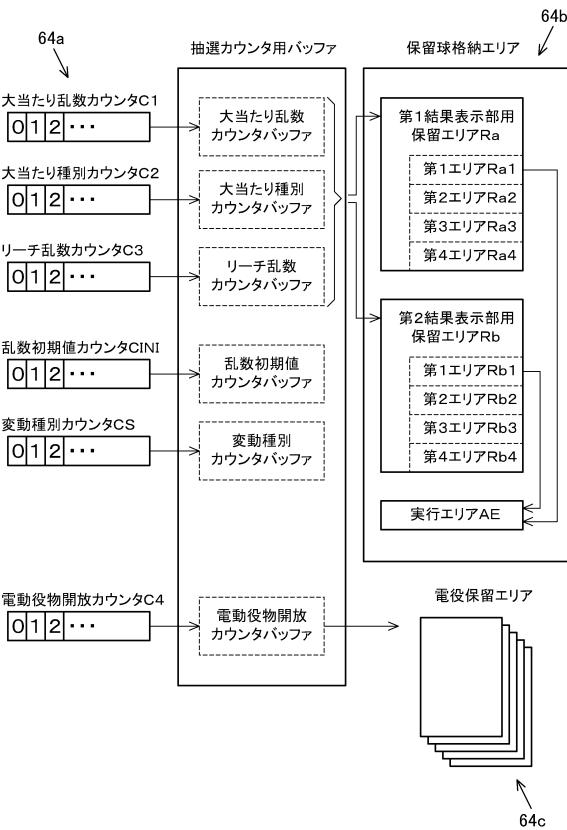 64a
64b
抽選カウンタ用バッファ
保留球格納エリア
大当たり乱数カウンタC1
0 1 2 ･･･
大当たり乱数
カウンタバッファ
大当たり種別カウンタC2
0 1 2 ･･･
大当たり種別
カウンタバッファ
リーチ乱数カウンタC3
0 1 2 ･･･
リーチ乱数
カウンタバッファ
乱数初期値カウンタCINI
0 1 2 ･･･
乱数初期値
カウンタバッファ
変動種別カウンタCS
0 1 2 ･･･
変動種別
カウンタバッファ
電動役物開放カウンタC4
0 1 2 ･･･
電動役物開放
カウンタバッファ
第1結果表示部用
保留エリアRa
第1エリアRa1
第2エリアRa2
第3エリアRa3
第4エリアRa4
第2結果表示部用
保留エリアRb
第1エリアRb1
第2エリアRb2
第3エリアRb3
第4エリアRb4
実行エリアAE
電役保留エリア
64c